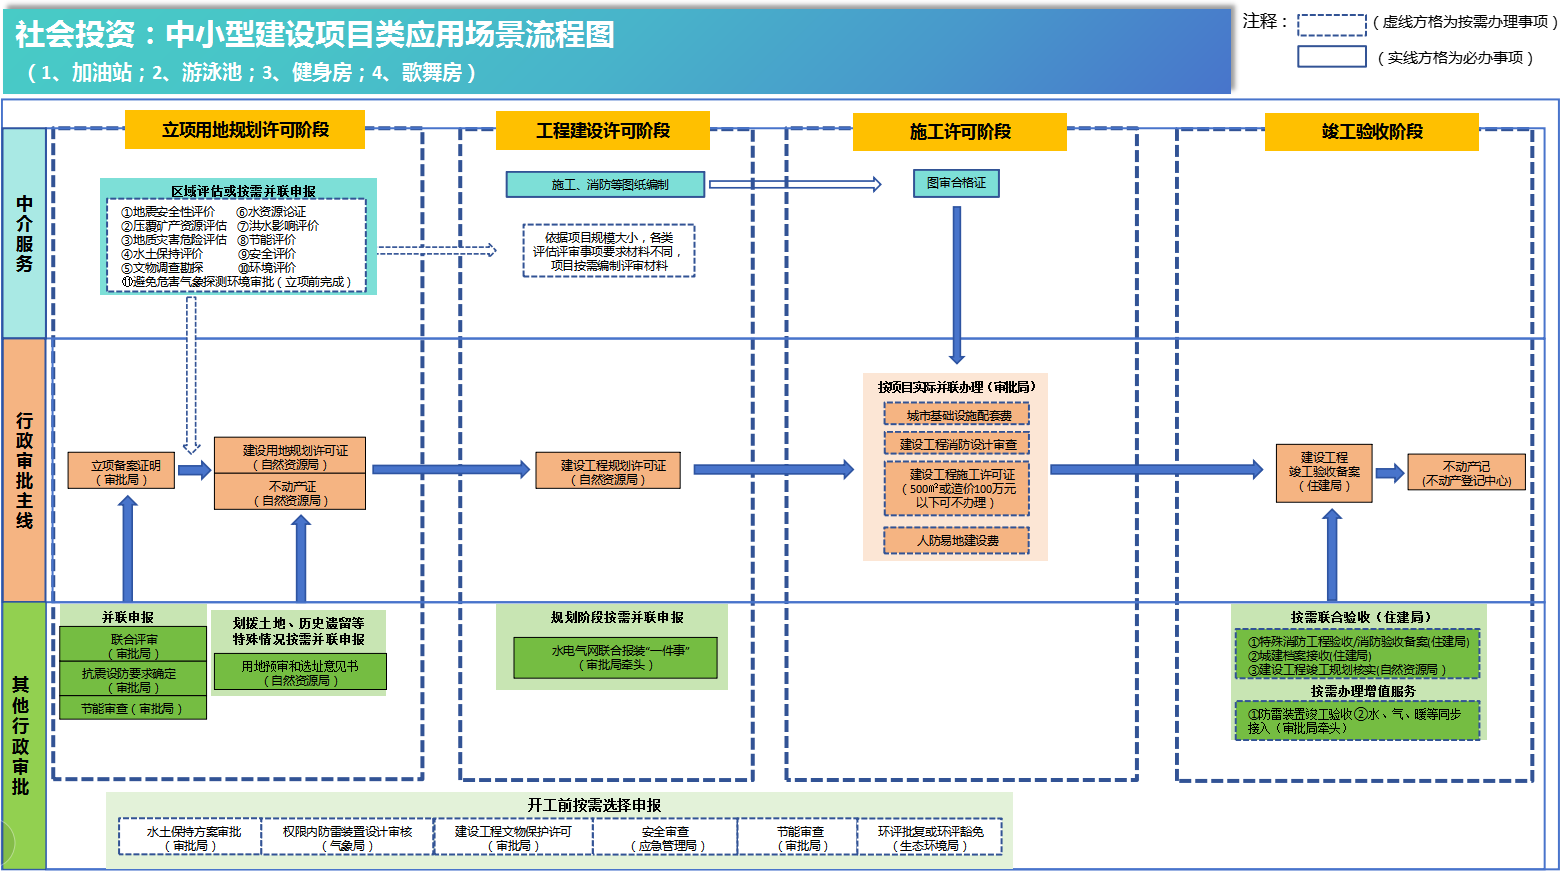 社会投资：中小型建设项目类应用场景流程图
（1、加油站；2、游泳池；3、健身房；4、歌舞房）
注释：
（虚线方格为按需办理事项）
（实线方格为必办事项）
立项用地规划许可阶段
工程建设许可阶段
施工许可阶段
竣工验收阶段
中介服务
区域评估或按需并联申报
①地震安全性评价 ⑥水资源论证
②压覆矿产资源评估 ⑦洪水影响评价
③地质灾害危险评估 ⑧节能评价
④水土保持评价 ⑨安全评价
⑤文物调查勘探 ⑩环境评价
⑪避免危害气象探测环境审批（立项前完成）
施工、消防等图纸编制
依据项目规模大小，各类
评估评审事项要求材料不同，
项目按需编制评审材料
图审合格证
行政审批主线
立项备案证明
（审批局）
建设用地规划许可证
（自然资源局）
不动产证
（自然资源局）
建设工程规划许可证
（自然资源局）
按项目实际并联办理（审批局）
城市基础设施配套费
建设工程消防设计审查
建设工程施工许可证
（500㎡或造价100万元
以下可不办理）
人防易地建设费
建设工程
竣工验收备案
（住建局）
不动产记
(不动产登记中心)
其他行政审批
并联申报
联合评审
（审批局）
抗震设防要求确定
（审批局）
节能审查（审批局）
划拨土地、历史遗留等
特殊情况按需并联申报
用地预审和选址意见书
（自然资源局）
规划阶段按需并联申报
水电气网联合报装“一件事”
（审批局牵头）
按需联合验收（住建局）
①特殊消防工程验收/消防验收备案(住建局)
②城建档案接收(住建局)
③建设工程竣工规划核实(自然资源局）
按需办理增值服务
①防雷装置竣工验收 ②水、气、暖等同步
接入（审批局牵头）
开工前按需选择申报
水土保持方案审批
（审批局）
权限内防雷装置设计审核
（气象局）
建设工程文物保护许可
（审批局）
安全审查
（应急管理局）
节能审查
（审批局）
环评批复或环评豁免
（生态环境局）